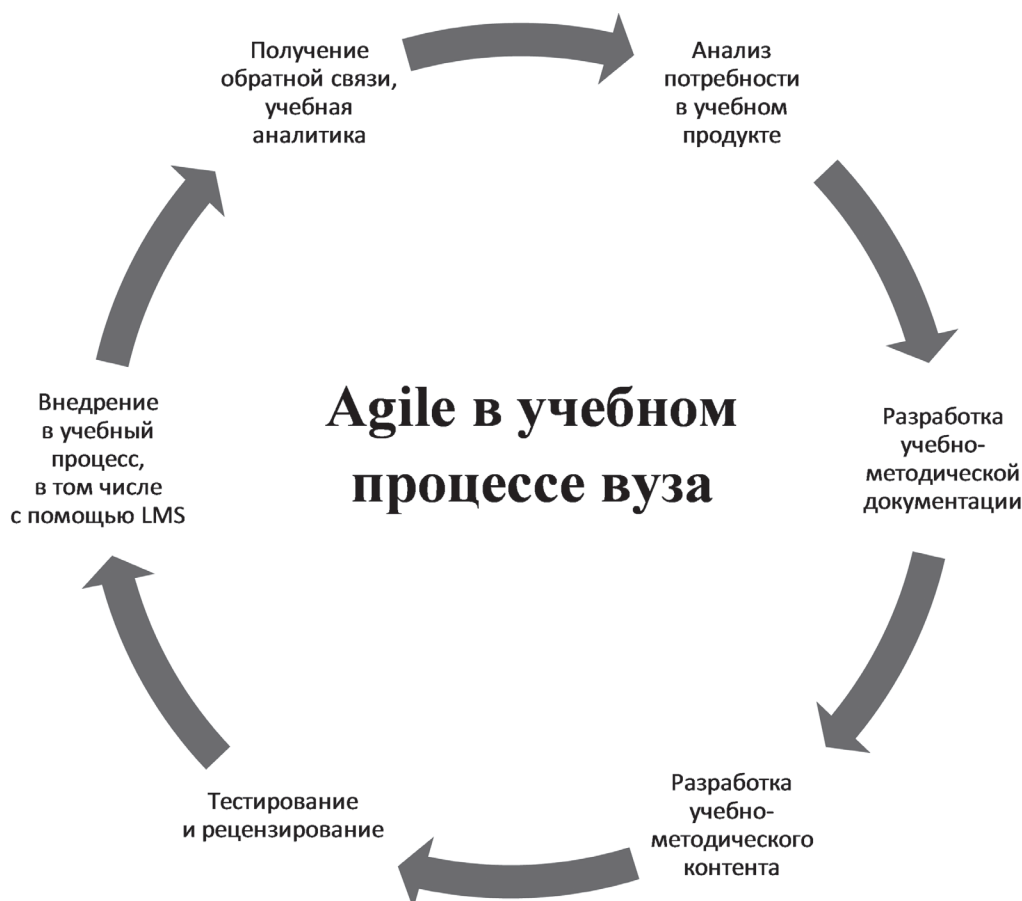 Получение
обратной связи,
учебная
аналитика
Анализ
потребности
в учебном
продукте
Разработка
учебно-
методической
документации
Разработка
учебно-
методического
контента
Тестирование
и рецензирование
Внедрение
в учебный
процесс,
в том числе
с помощью LMS
Agile в учебном
процессе вуза